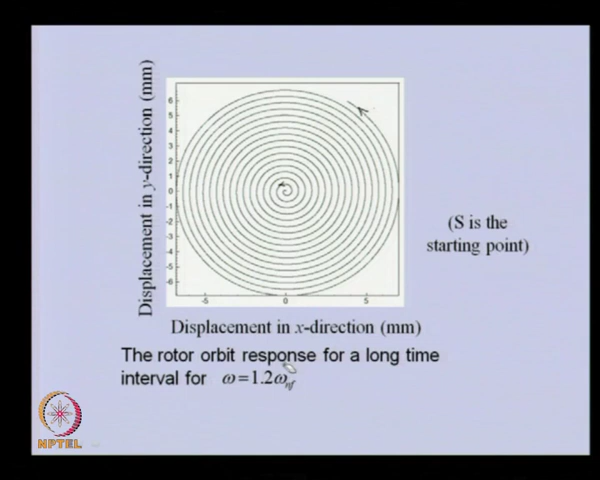 Displacement in y-direction (mm)
6
5
4
3
2
1
0
-1
-2
-3
-4
-5
-6
-5 0 5
(S is the
starting point)
Displacement in x-direction (mm)
The rotor orbit response for a long time
interval for ω=1.2ωnf
NPTEL